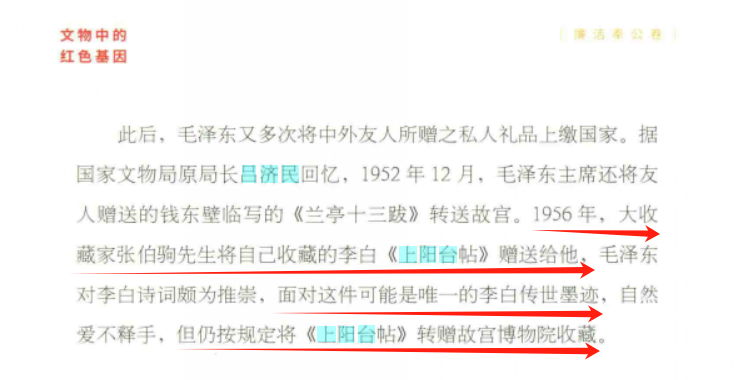 文物中的
红色基因
廉洁奉公卷
此后，毛泽东又多次将中外友人所赠之私人礼品上缴国家。据
国家文物局原局长吕济民回忆，1952 年 12 月，毛泽东主席还将友
人赠送的钱东壁临写的《兰亭十三跋》转送故宫。1956 年，大收
藏家张伯驹先生将自己收藏的李白《上阳台帖》赠送给他，毛泽东
对李白诗词颇为推崇，面对这件可能是唯一的李白传世墨迹，自然
爱不释手，但仍按规定将《上阳台帖》转赠故宫博物院收藏。